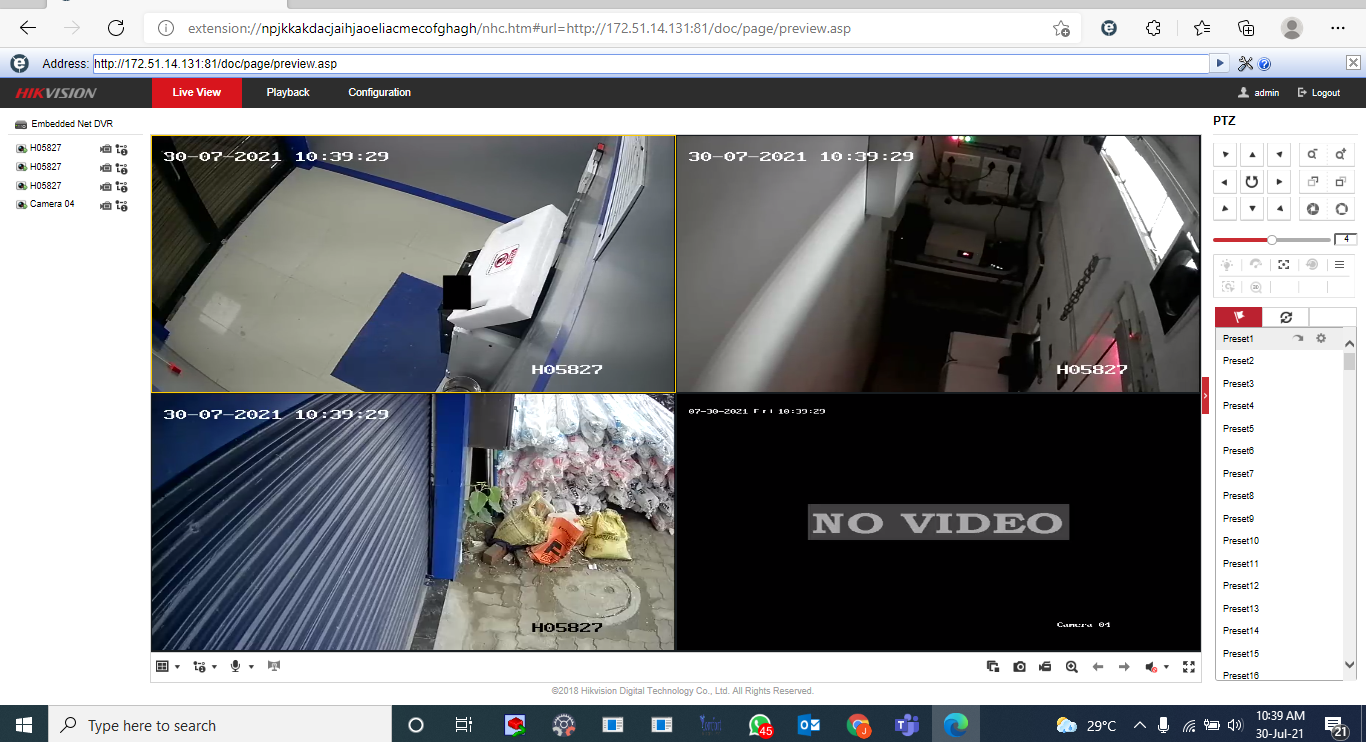 extension://npjkkakdacjaihjaoeliacmecofghagh/nhc.htm#url=http://172.51.14.131:81/doc/page/preview.asp
Address: http://172.51.14.131:81/doc/page/preview.asp
HIKVISION Live View Playback Configuration admin Logout
Embedded Net DVR
H05827
H05827
H05827
Camera 04
30-07-2021 10:39:29
H05827
30-07-2021 10:39:29
H05827
30-07-2021 10:39:29
H05827
07-30-2021 Fri 10:39:29
NO VIDEO
Camera 04
PTZ
4
Preset1
Preset2
Preset3
Preset4
Preset5
Preset6
Preset7
Preset8
Preset9
Preset10
Preset11
Preset12
Preset13
Preset14
Preset15
Preset16
©2018 Hikvision Digital Technology Co., Ltd. All Rights Reserved.
Type here to search
45
29°C
10:39 AM
30-Jul-21
21